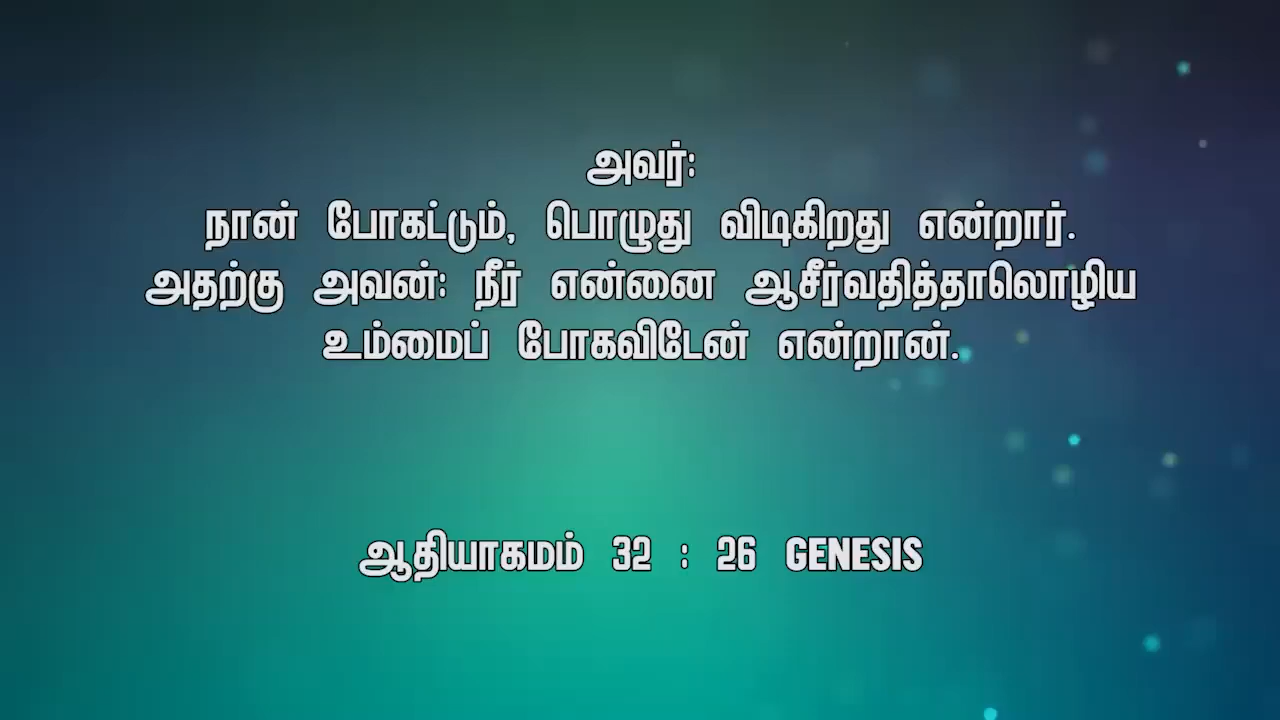 அவர்:
நான் போகட்டும், பொழுது விடிகிறது என்றார்.
அதற்கு அவன்: நீர் என்னை ஆசீர்வதித்தாலொழிய
உம்மைப் போகவிடேன் என்றான்.
ஆதியாகமம் 32 : 26 GENESIS